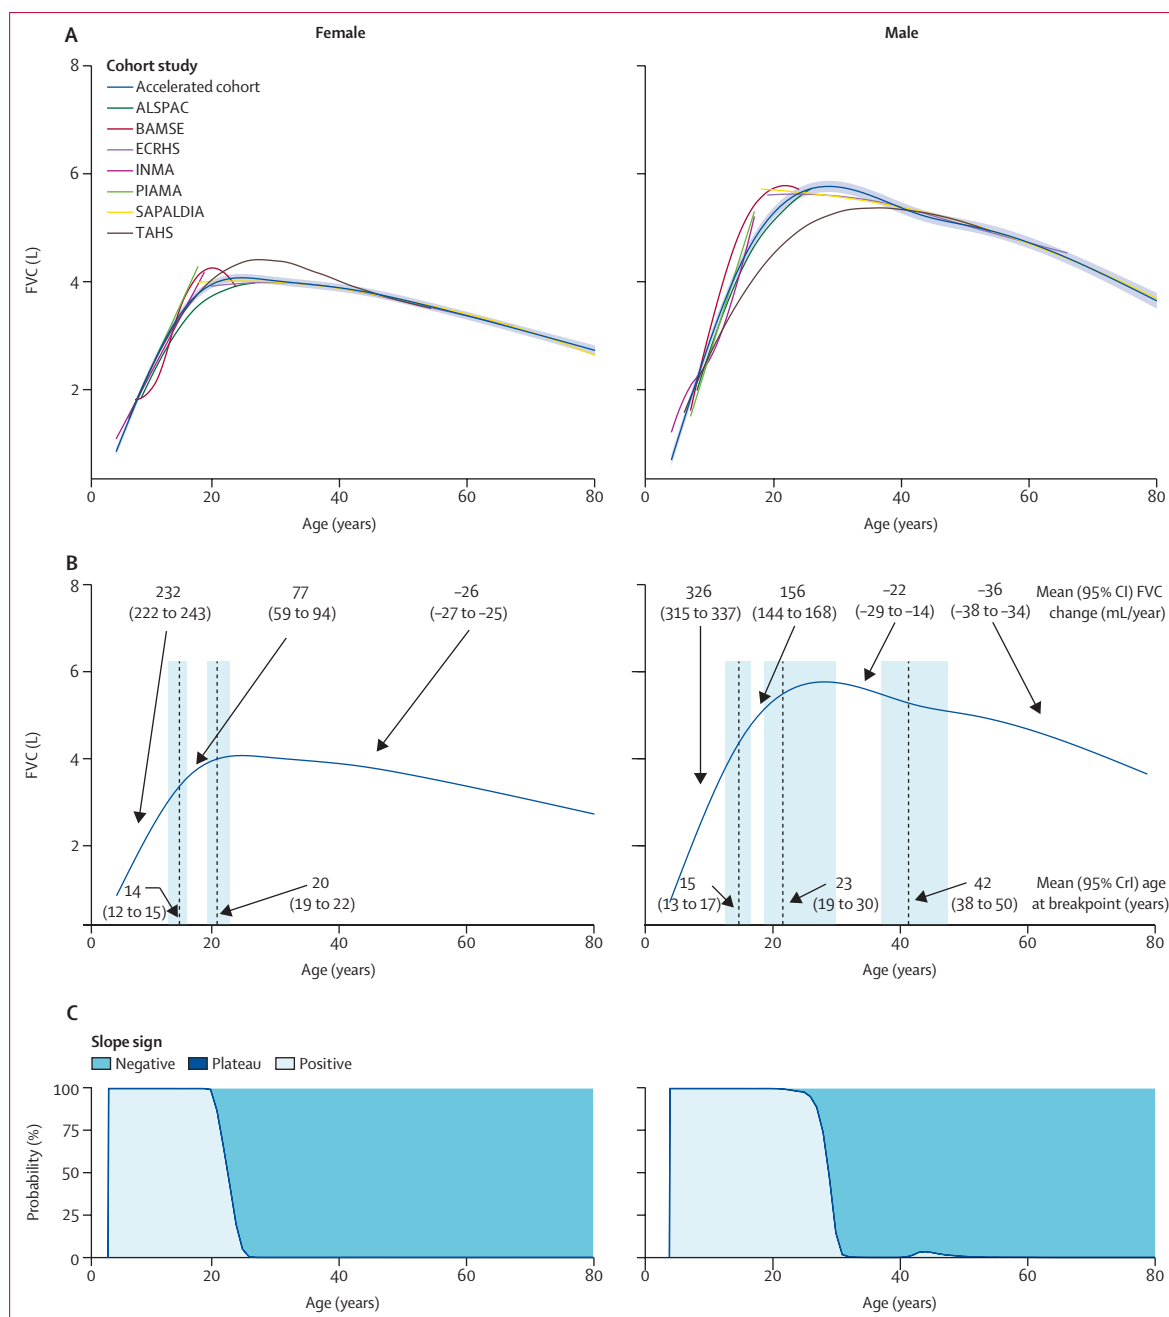 A
Female
Male
Cohort study
Accelerated cohort
ALSPAC
BAMSE
ECRHS
INMA
PIAMA
SAPALDIA
TAHS
FVC (L)
8
6
4
2
0
20
40
60
80
Age (years)
0
20
40
60
80
Age (years)
B
FVC (L)
8
6
4
2
232
(222 to 243)
77
(59 to 94)
–26
(–27 to –25)
14
(12 to 15)
20
(19 to 22)
0
20
40
60
80
Age (years)
326
(315 to 337)
156
(144 to 168)
–22
(–29 to –14)
–36
(–38 to –34)
Mean (95% CI) FVC
change (mL/year)
15
(13 to 17)
23
(19 to 30)
42
(38 to 50)
Mean (95% CrI) age
at breakpoint (years)
0
20
40
60
80
Age (years)
C
Slope sign
Negative
Plateau
Positive
Probability (%)
100
75
50
25
0
0
20
40
60
80
Age (years)
0
20
40
60
80
Age (years)